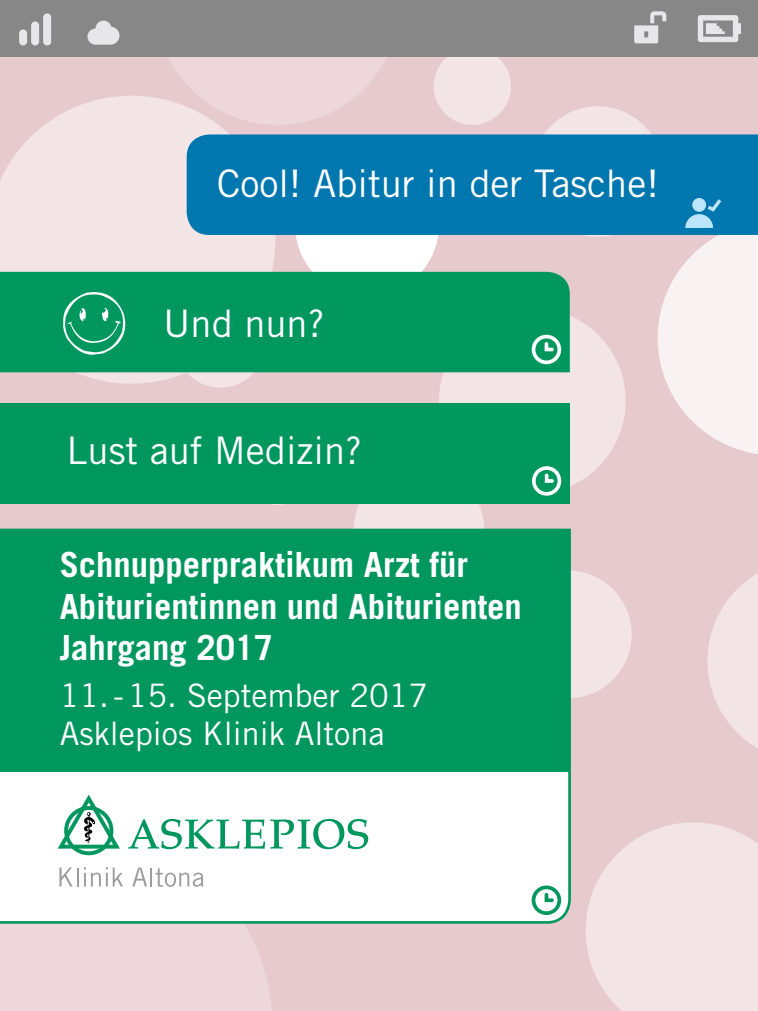 Cool! Abitur in der Tasche!
Und nun?
Lust auf Medizin?
Schnupperpraktikum Arzt für
Abiturientinnen und Abiturienten
Jahrgang 2017
11.-15. September 2017
Asklepios Klinik Altona
ASKLEPIOS
Klinik Altona